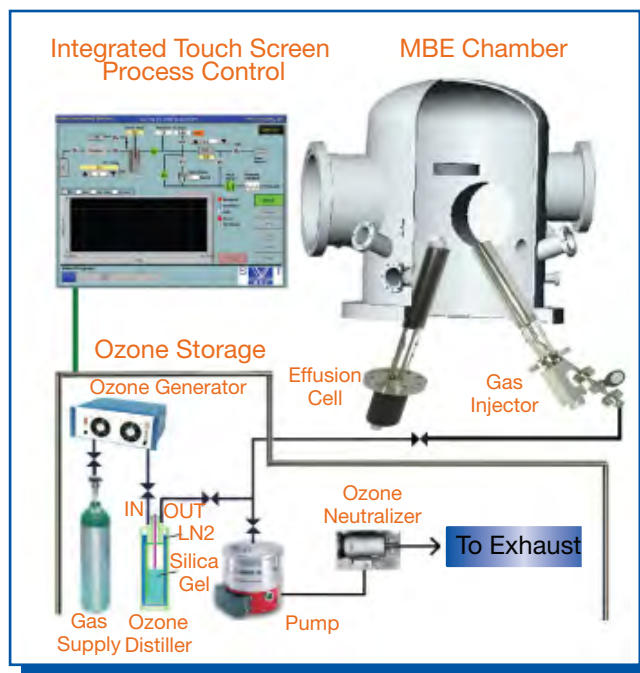 Integrated Touch Screen
Process Control
MBE Chamber
Ozone Storage
Ozone Generator
Effusion
Cell
Gas
Injector
IN
OUT
LN2
Silica
Gel
Ozone
Neutralizer
To Exhaust
Gas
Supply
Ozone
Distiller
Pump